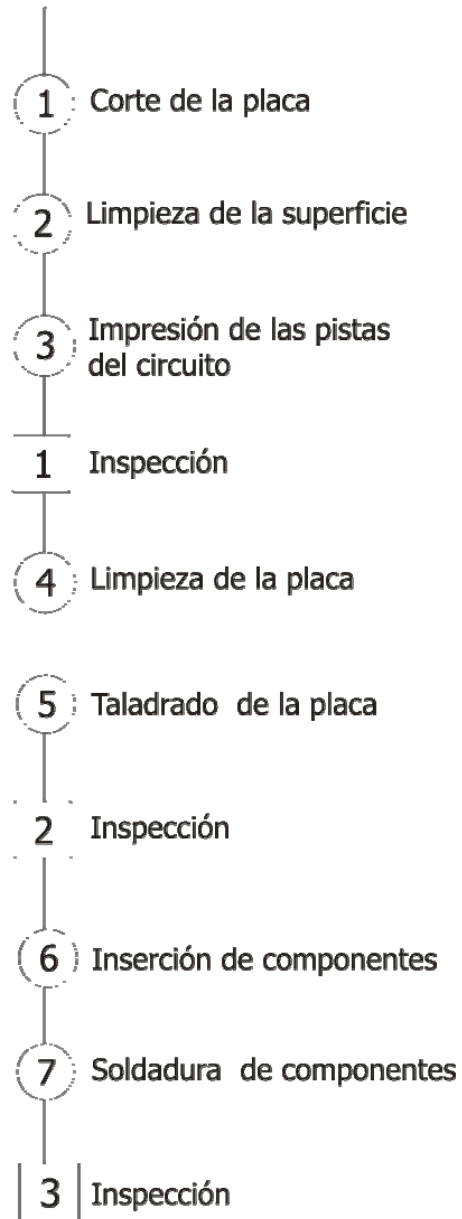 1 Corte de la placa
2 Limpieza de la superficie
3 Impresión de las pistas
del circuito
1 Inspección
4 Limpieza de la placa
5 Taladrado de la placa
2 Inspección
6 Inserción de componentes
7 Soldadura de componentes
3 Inspección